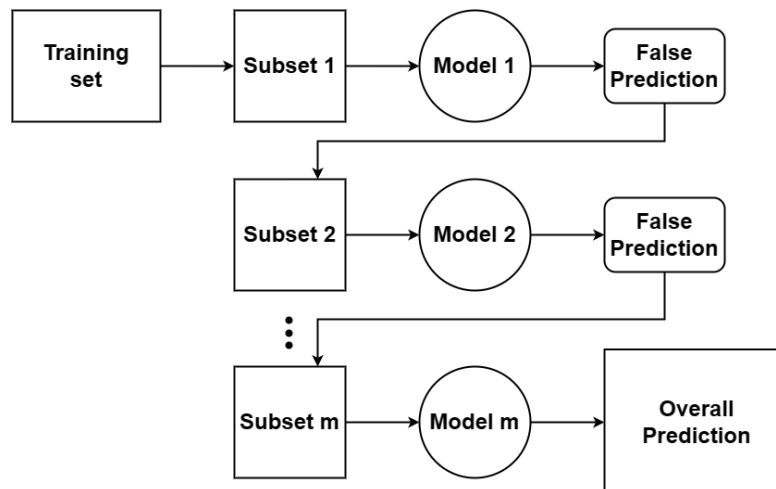 Training
set
Subset 1
Model 1
False
Prediction
Subset 2
Model 2
False
Prediction
Subset m
Model m
Overall
Prediction